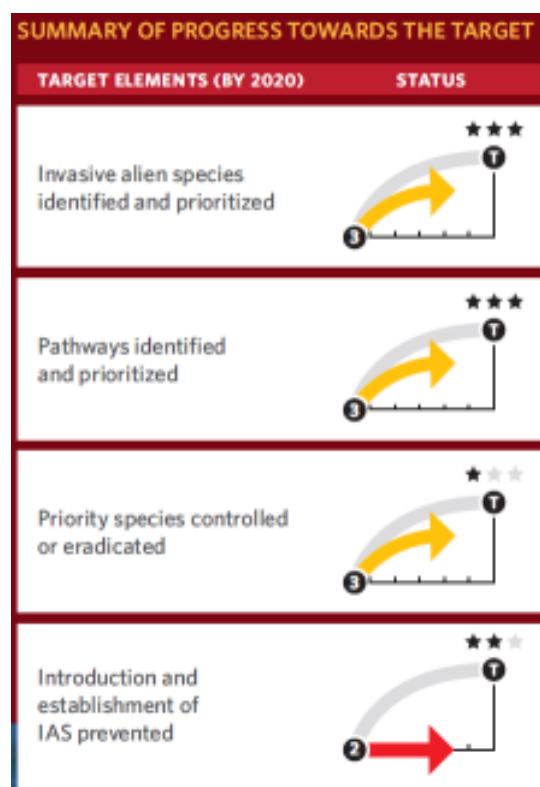 SUMMARY OF PROGRESS TOWARDS THE TARGET
TARGET ELEMENTS (BY 2020) STATUS
Invasive alien species
identified and prioritized
T
3
Pathways identified
and prioritized
T
3
Priority species controlled
or eradicated
T
3
Introduction and
establishment of
IAS prevented
T
2